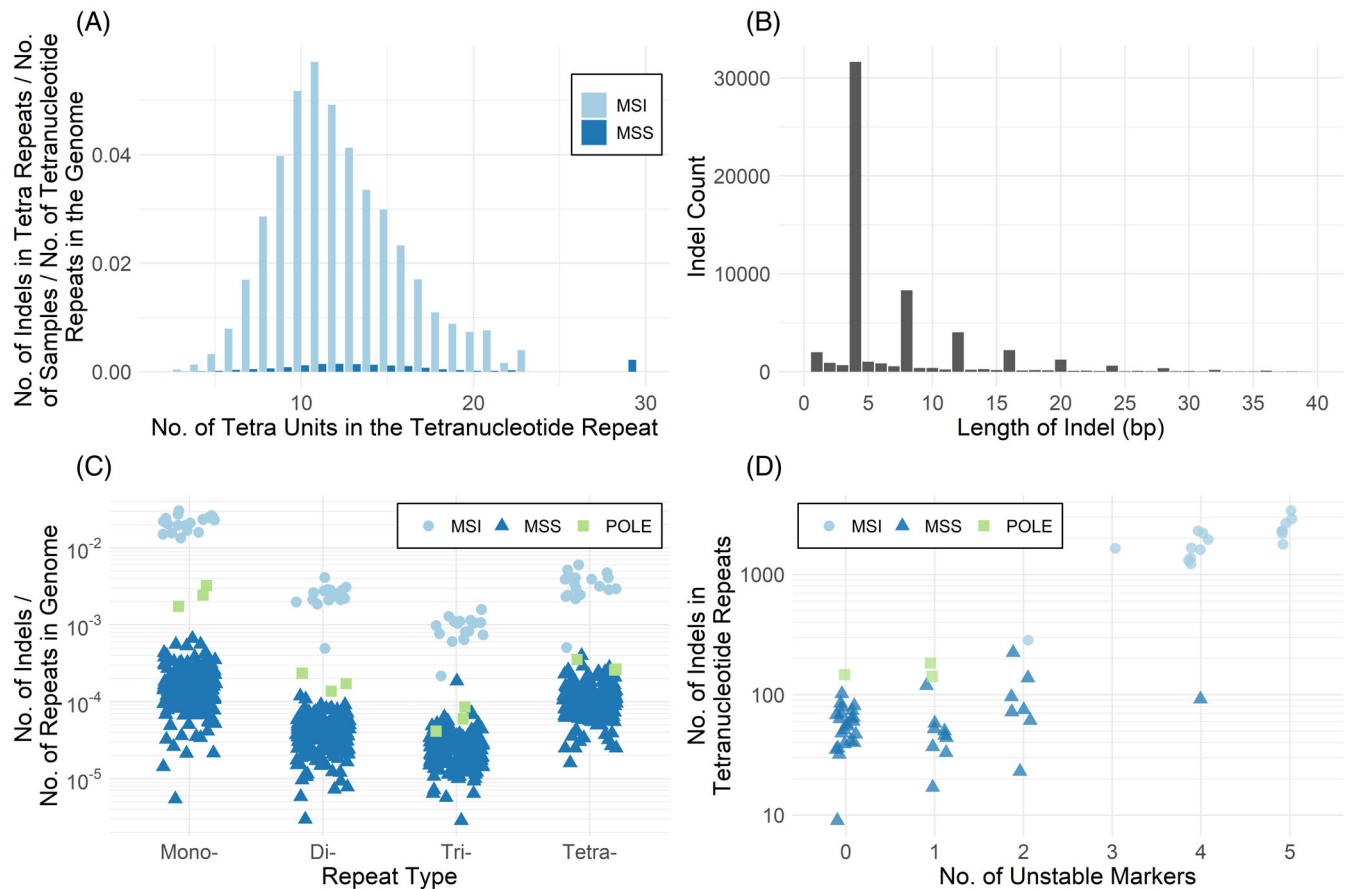 (A)
No. of Indels in Tetra Repeats / No.
of Samples / No. of Tetranucleotide
Repeats in the Genome
0.04
0.02
0.00
MSI
MSS
10
20
30
No. of Tetra Units in the Tetranucleotide Repeat
(B)
Indel Count
30000
20000
10000
0
0
5
10
15
20
25
30
35
40
Length of Indel (bp)
(C)
No. of Indels /
No. of Repeats in Genome
10-2
10-3
10-4
10-5
MSI
MSS
POLE
Mono-
Di-
Tri-
Tetra-
Repeat Type
(D)
No. of Indels in
Tetranucleotide Repeats
1000
100
10
MSI
MSS
POLE
0
1
2
3
4
5
No. of Unstable Markers